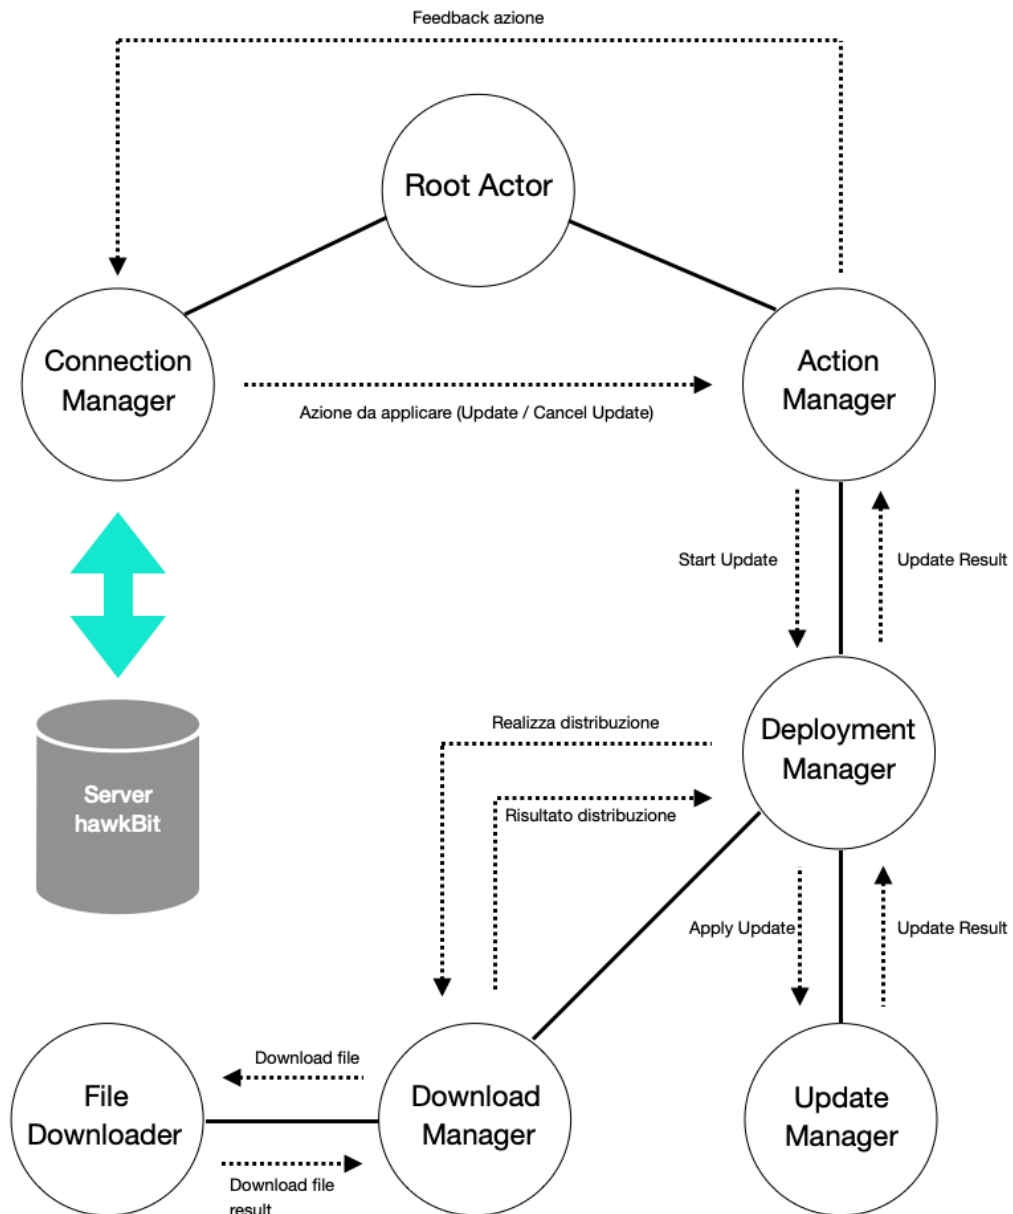 Feedback azione
Root Actor
Connection
Manager
Action
Manager
Azione da applicare (Update / Cancel Update)
Start Update
Update Result
Server
hawkBit
Realizza distribuzione
Deployment
Manager
Risultato distribuzione
Apply Update
Update Result
File
Downloader
Download file
Download
Manager
Update
Manager
Download file
result